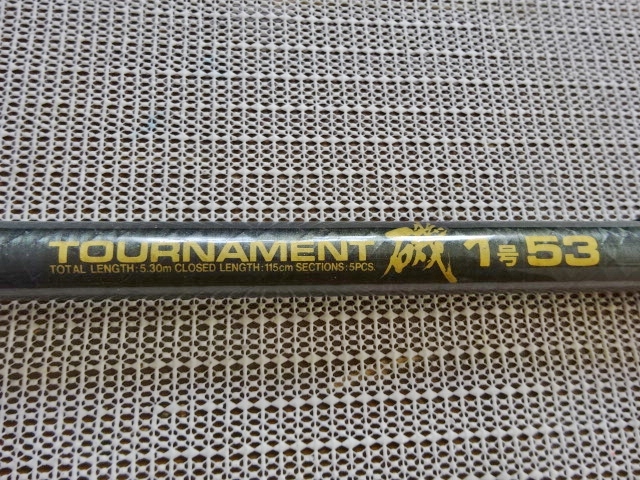 TOURNAMENT 磯 1号 53
TOTAL LENGTH: 5.30m CLOSED LENGTH: 115cm SECTIONS: 5PCS.